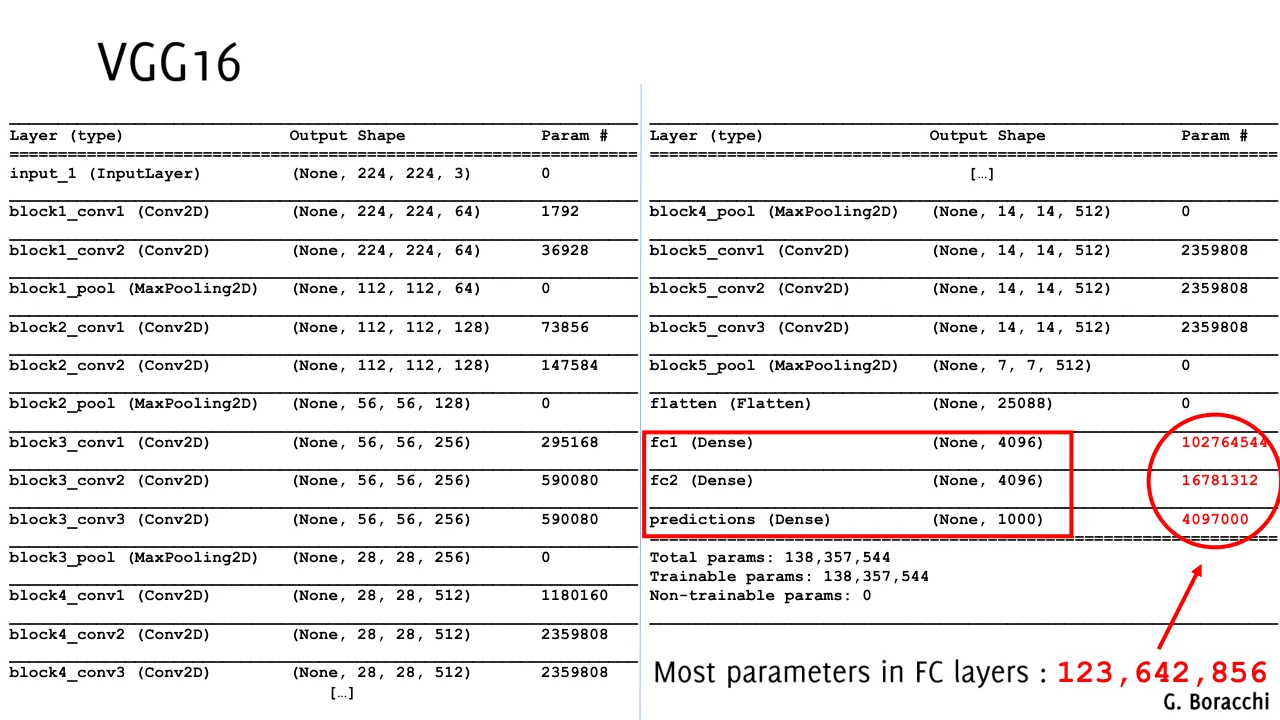 VGG16
Layer (type) Output Shape Param #
input_1 (InputLayer) (None, 224, 224, 3) 0
block1_conv1 (Conv2D) (None, 224, 224, 64) 1792
block1_conv2 (Conv2D) (None, 224, 224, 64) 36928
block1_pool (MaxPooling2D) (None, 112, 112, 64) 0
block2_conv1 (Conv2D) (None, 112, 112, 128) 73856
block2_conv2 (Conv2D) (None, 112, 112, 128) 147584
block2_pool (MaxPooling2D) (None, 56, 56, 128) 0
block3_conv1 (Conv2D) (None, 56, 56, 256) 295168
block3_conv2 (Conv2D) (None, 56, 56, 256) 590080
block3_conv3 (Conv2D) (None, 56, 56, 256) 590080
block3_pool (MaxPooling2D) (None, 28, 28, 256) 0
block4_conv1 (Conv2D) (None, 28, 28, 512) 1180160
block4_conv2 (Conv2D) (None, 28, 28, 512) 2359808
block4_conv3 (Conv2D) (None, 28, 28, 512) 2359808
[…]
Layer (type) Output Shape Param #
[…]
block4_pool (MaxPooling2D) (None, 14, 14, 512) 0
block5_conv1 (Conv2D) (None, 14, 14, 512) 2359808
block5_conv2 (Conv2D) (None, 14, 14, 512) 2359808
block5_conv3 (Conv2D) (None, 14, 14, 512) 2359808
block5_pool (MaxPooling2D) (None, 7, 7, 512) 0
flatten (Flatten) (None, 25088) 0
fc1 (Dense) (None, 4096) 102764544
fc2 (Dense) (None, 4096) 16781312
predictions (Dense) (None, 1000) 4097000
Total params: 138,357,544
Trainable params: 138,357,544
Non-trainable params: 0
Most parameters in FC layers : 123,642,856
G. Boracchi